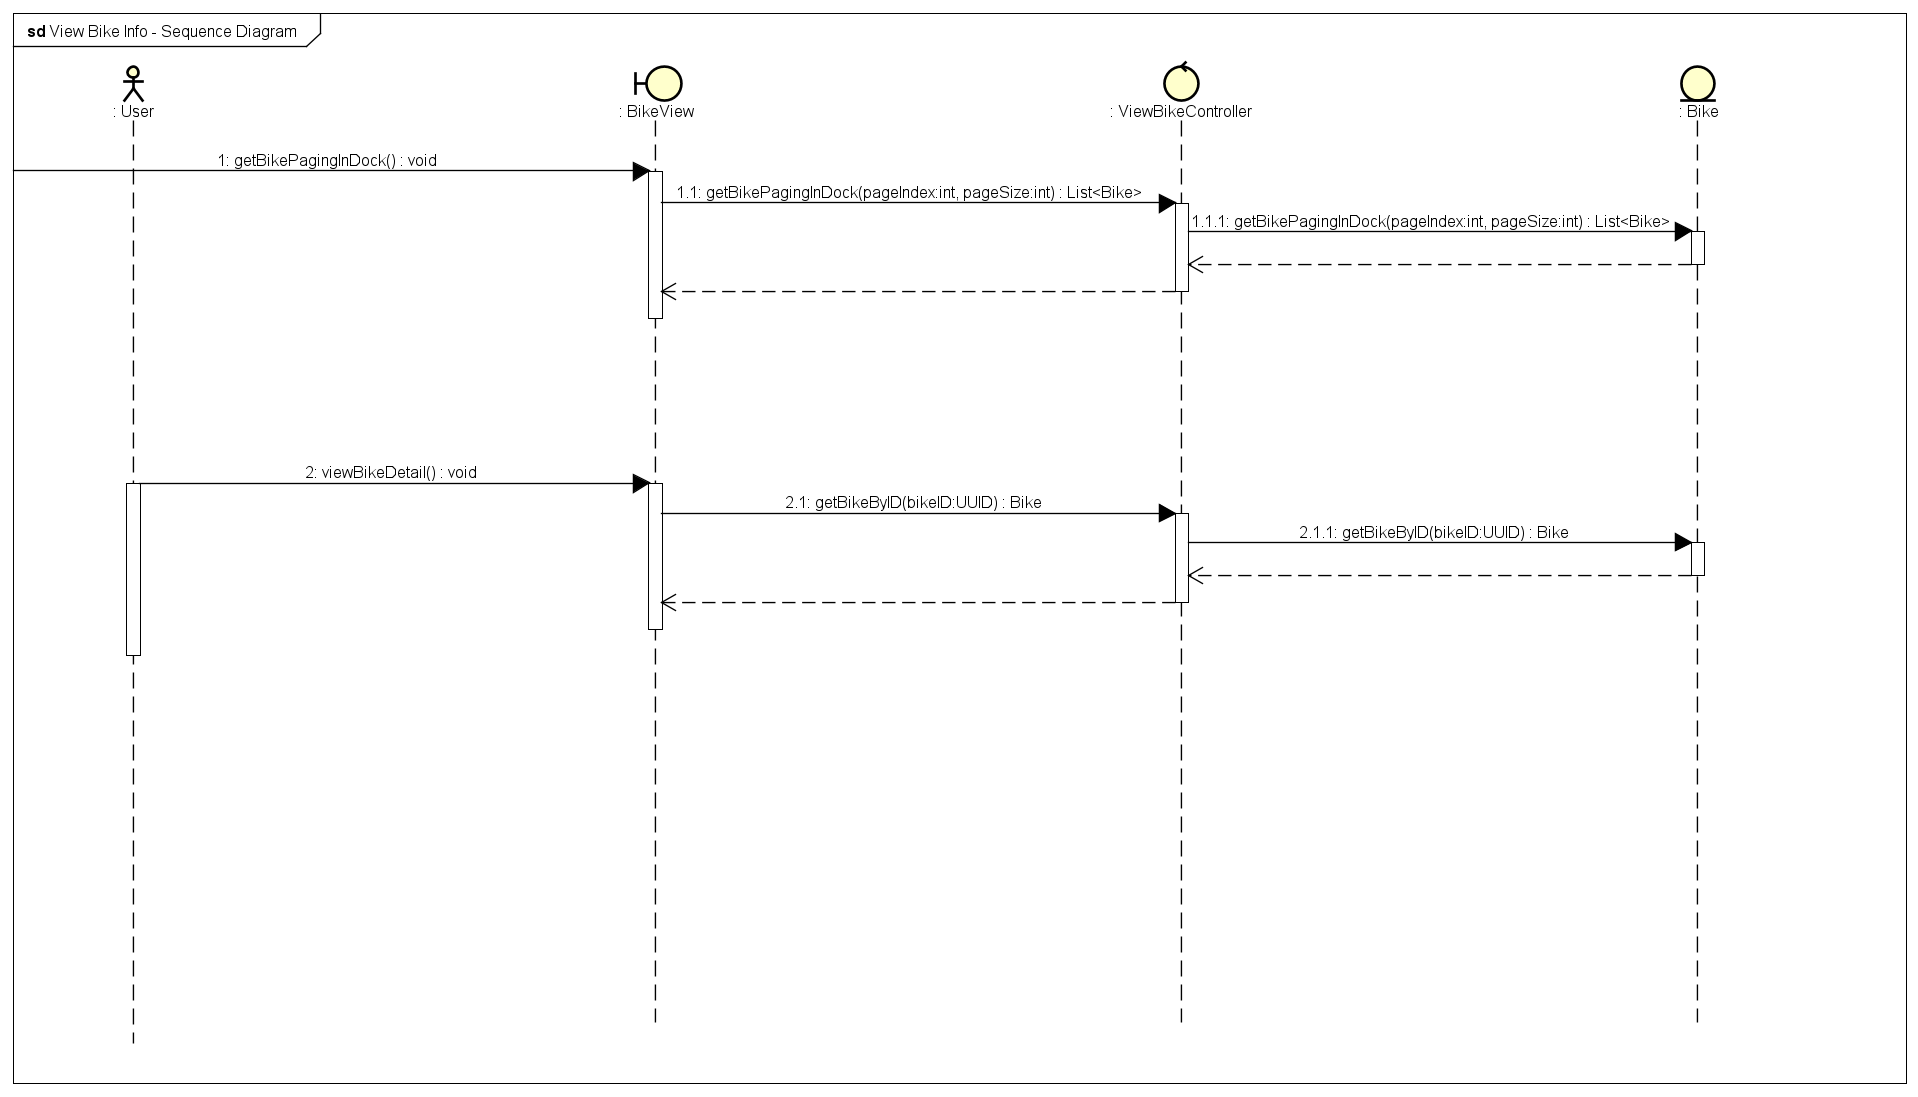 sd View Bike Info - Sequence Diagram
: User
: BikeView
: ViewBikeController
: Bike
1: getBikePagingInDock() : void
1.1: getBikePagingInDock(pageIndex:int, pageSize:int) : List<Bike>
1.1.1: getBikePagingInDock(pageIndex:int, pageSize:int) : List<Bike>
2: viewBikeDetail() : void
2.1: getBikeByID(bikeID:UUID) : Bike
2.1.1: getBikeByID(bikeID:UUID) : Bike